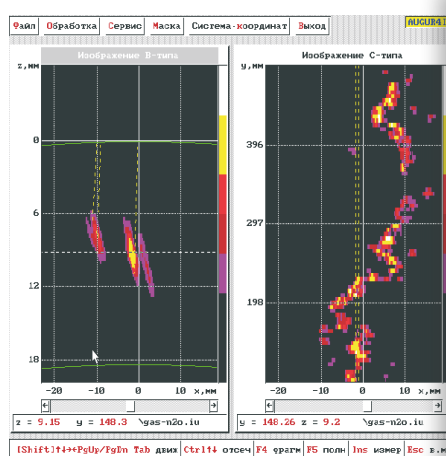 Файл Обработка Сервис Маска Система-координат Выход AUGUR4
Изображение B-типа
z,мм
0
6
12
18
-20 -10 0 10 x,мм
z = 9.15 y = 148.3 \gas-n2o.iu
Изображение C-типа
y,мм
396
297
198
-20 -10 0 10 x,мм
y = 148.26 z = 9.2 \gas-n2o.iu
[Shift]↑↓→←PgUp/PgDn Tab движ Ctrl↑↓ отсеч F4 фрагм F5 полн Ins измер Esc в.м